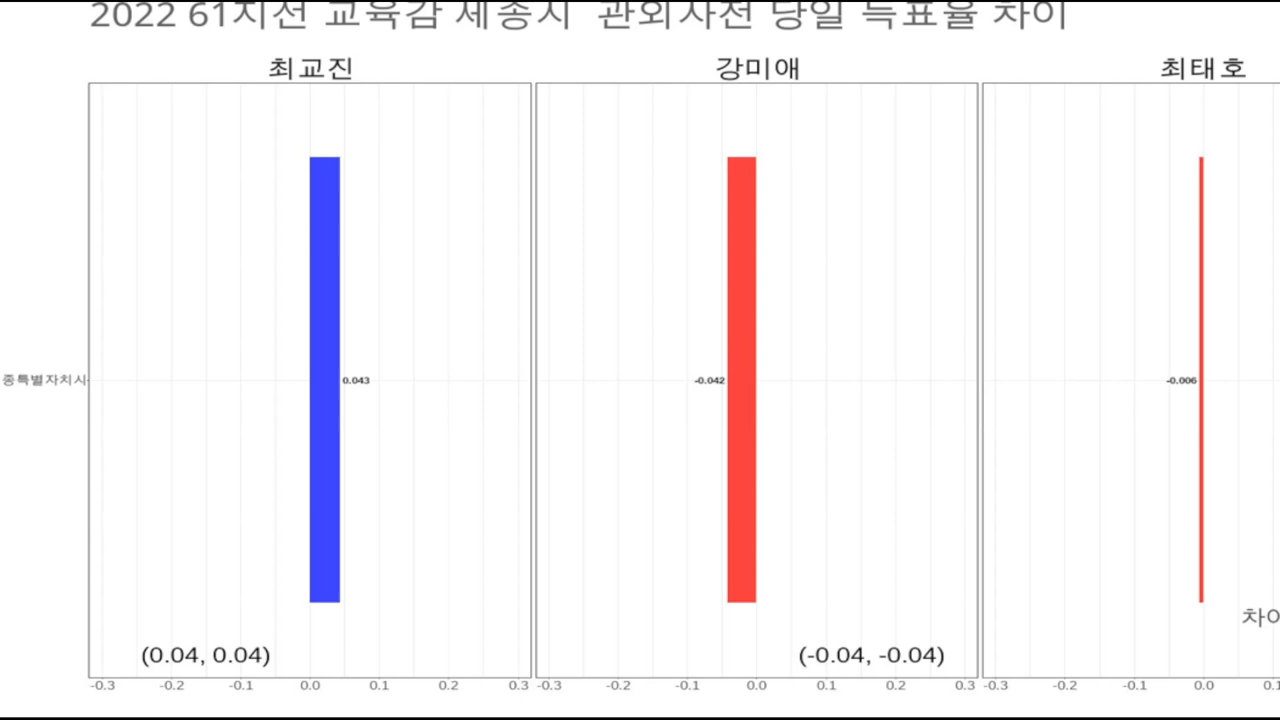 2022 61지선 교육감 세종시 관외사전 당일 득표율 차이
최교진 강미애 최태호
종특별자치시
0.043 -0.042 -0.006
차이
(0.04, 0.04) (-0.04, -0.04)
-0.3 -0.2 -0.1 0.0 0.1 0.2 0.3 -0.3 -0.2 -0.1 0.0 0.1 0.2 0.3 -0.3 -0.2 -0.1 0.0 0.1